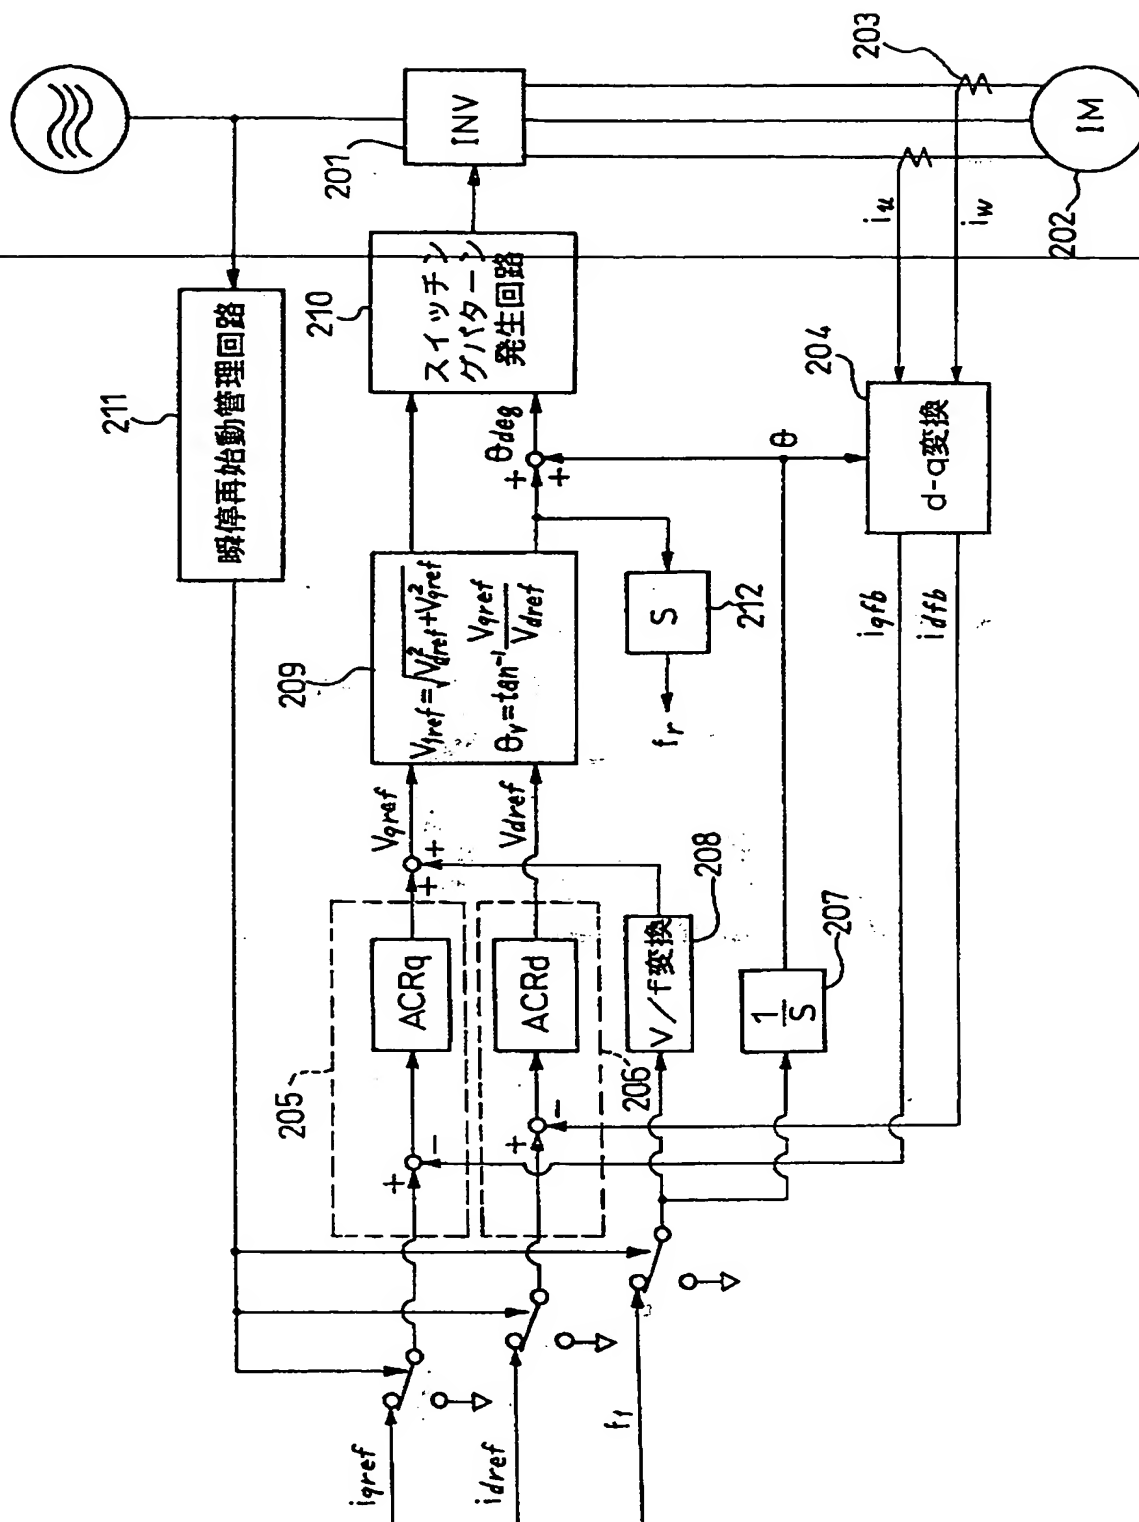 211
瞬停再始動管理回路
201
INV
203
210
スイッチン
グパターン
発生回路
209
V1ref=√V²dref+V²qref
θv=tan⁻¹ Vqref/Vdref
θdeg
+
+
iu
iw
IM
202
204
d-q変換
θ
S
212
fr
iqfb
idfb
Vqref
Vdref
+
+
205
ACRq
ACRd
206
V/f変換
208
1/S
207
+
-
+
-
iqref
idref
f1